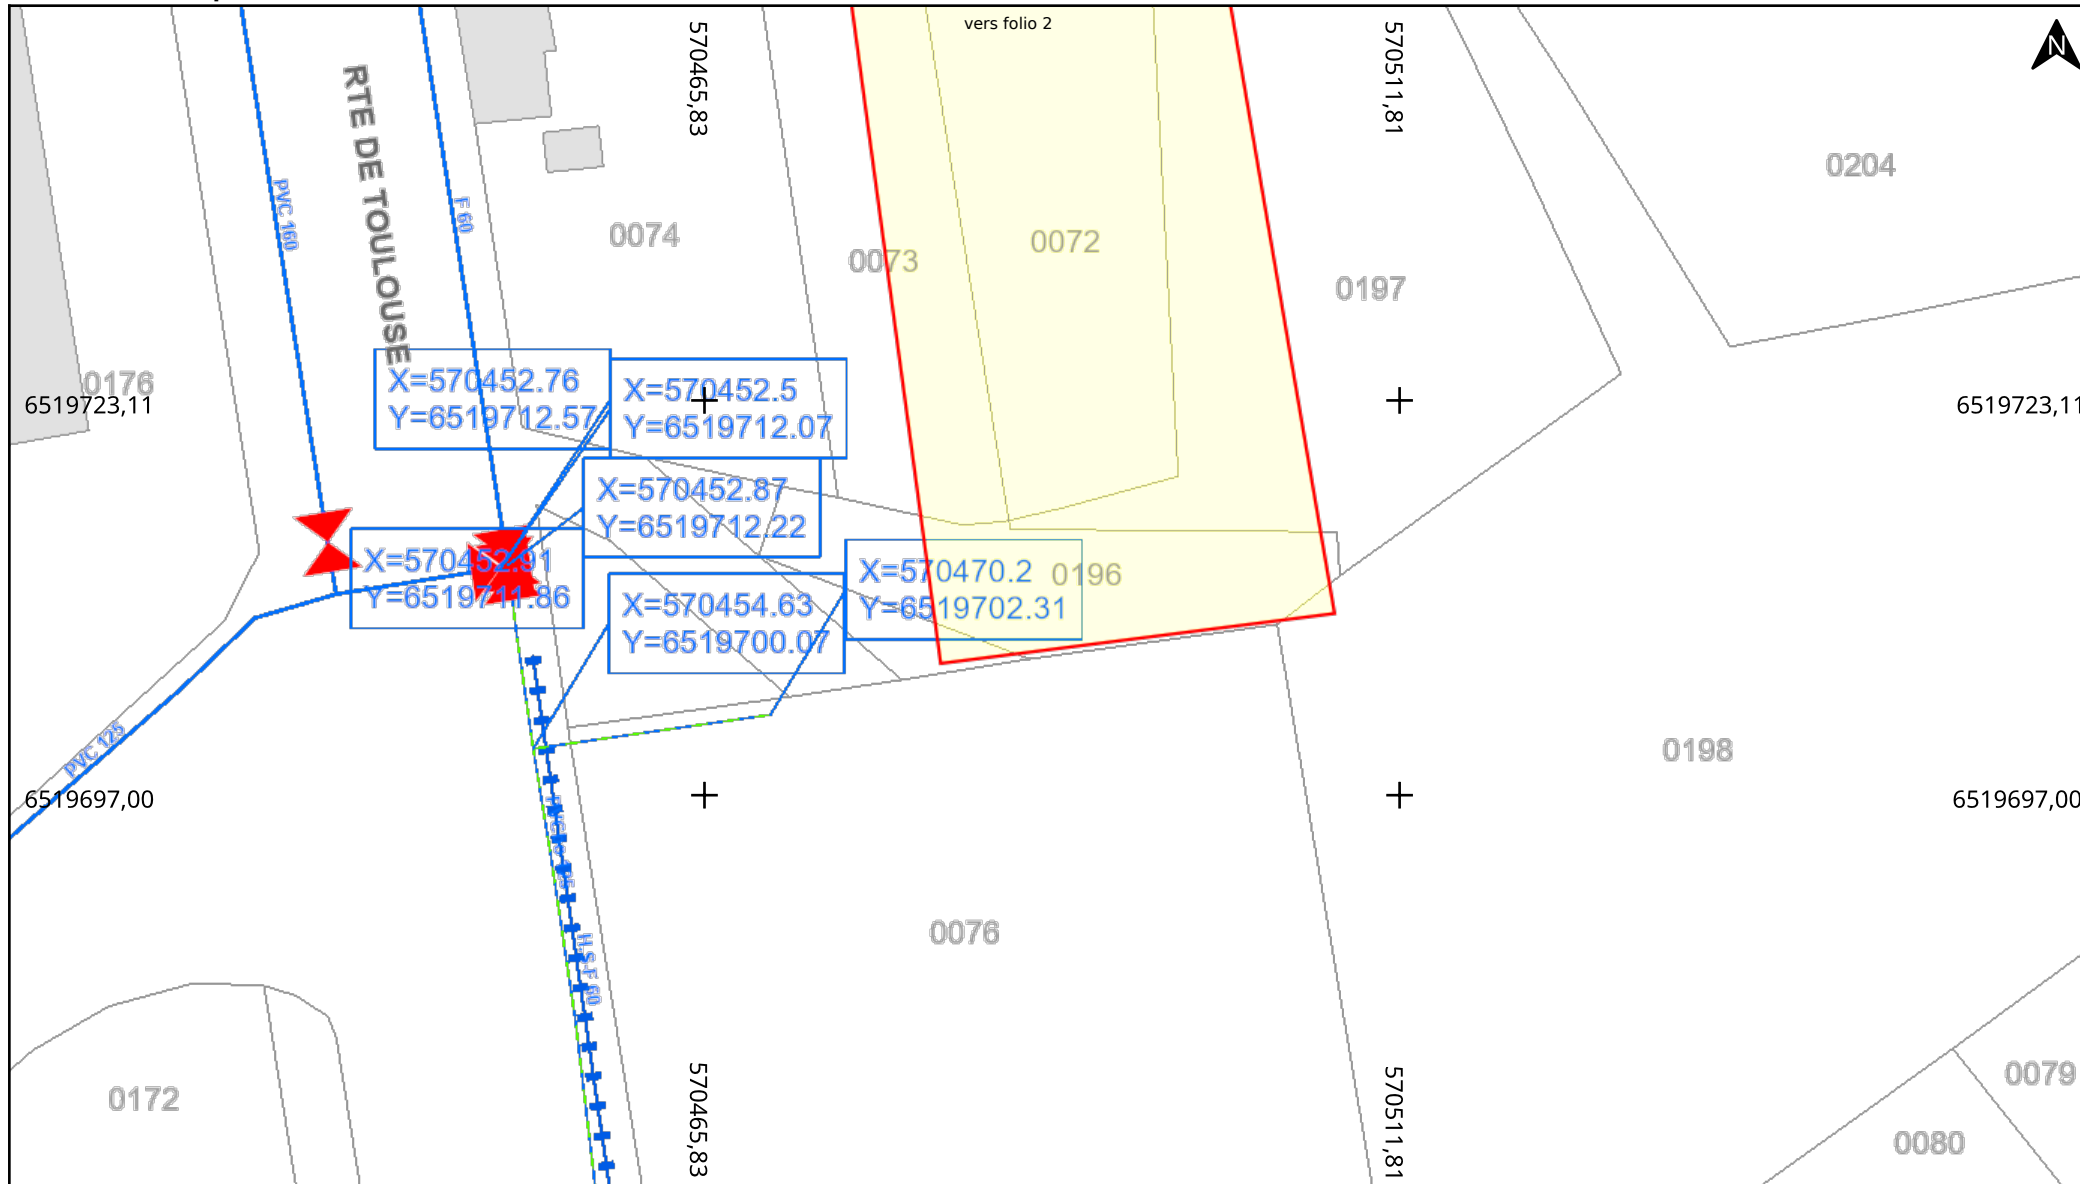 vers folio 2
N
570465,83
570511,81
RTE DE TOULOUSE
PVC 160
F 60
0204
0074
0073
0072
0197
0176
6519723,11
6519723,11
X=570452.76
Y=6519712.57
X=570452.5
Y=6519712.07
X=570452.87
Y=6519712.22
X=570452.91
Y=6519711.86
X=570470.2
Y=6519702.31
0196
X=570454.63
Y=6519700.07
PVC 125
0198
6519697,00
6519697,00
0076
H.S-F 60
570465,83
570511,81
0172
0079
0080